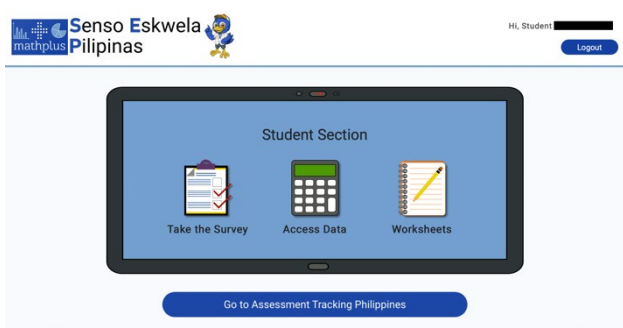 Senso Eskwela
mathplus Pilipinas
Hi, Student
Logout
Student Section
Take the Survey
Access Data
Worksheets
Go to Assessment Tracking Philippines